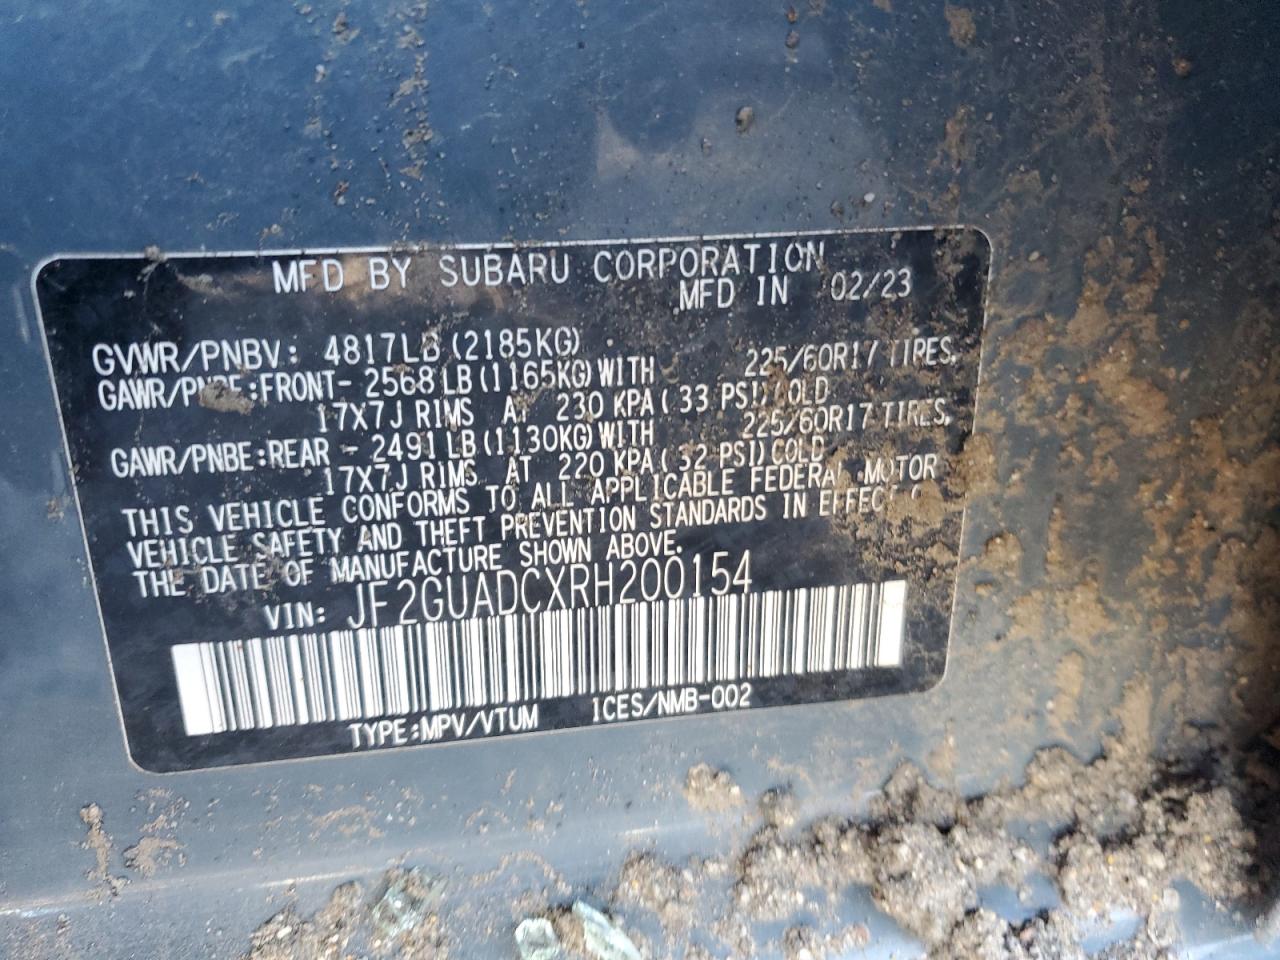 MFD BY SUBARU CORPORATION
MFD IN 02/23
GVWR/PNBV: 4817LB (2185KG)
GAWR/PNBE:FRONT- 2568 LB(1165KG)WITH 225/60R17 TIRES,
17X7J RIMS AT 230 KPA( 33 PSI)COLD
GAWR/PNBE:REAR - 2491 LB(1130KG)WITH 225/60R17 TIRES,
17X7J RIMS AT 220 KPA( 32 PSI)COLD
THIS VEHICLE CONFORMS TO ALL APPLICABLE FEDERAL MOTOR
VEHICLE SAFETY AND THEFT PREVENTION STANDARDS IN EFFECT
THE DATE OF MANUFACTURE SHOWN ABOVE.
VIN: JF2GUADCXRH200154
TYPE:MPV/VTUM ICES/NMB-002